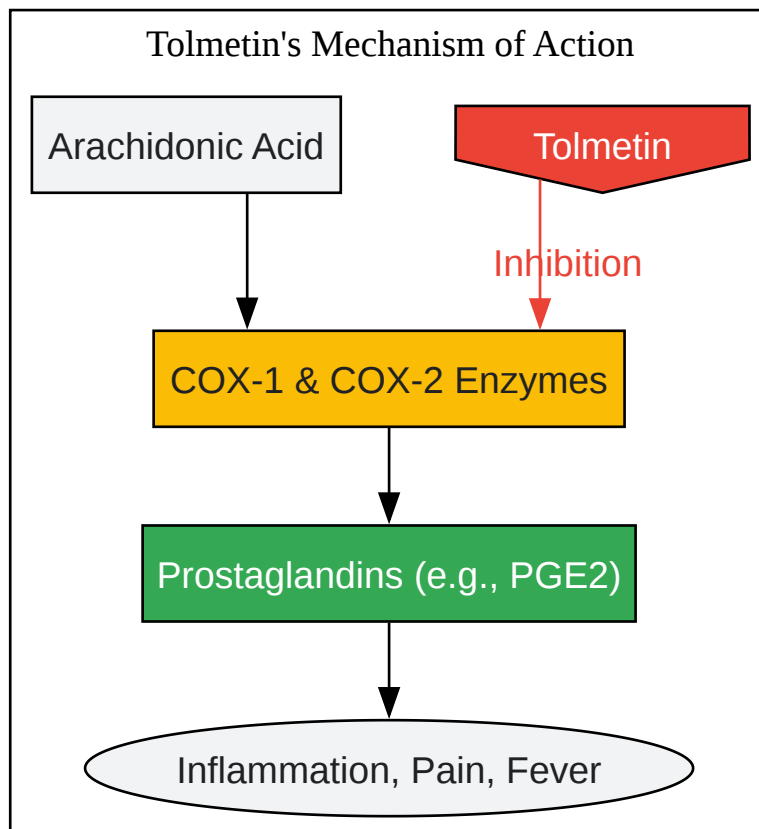 Tolmetin's Mechanism of Action
Arachidonic Acid
Tolmetin
Inhibition
COX-1 & COX-2 Enzymes
Prostaglandins (e.g., PGE2)
Inflammation, Pain, Fever